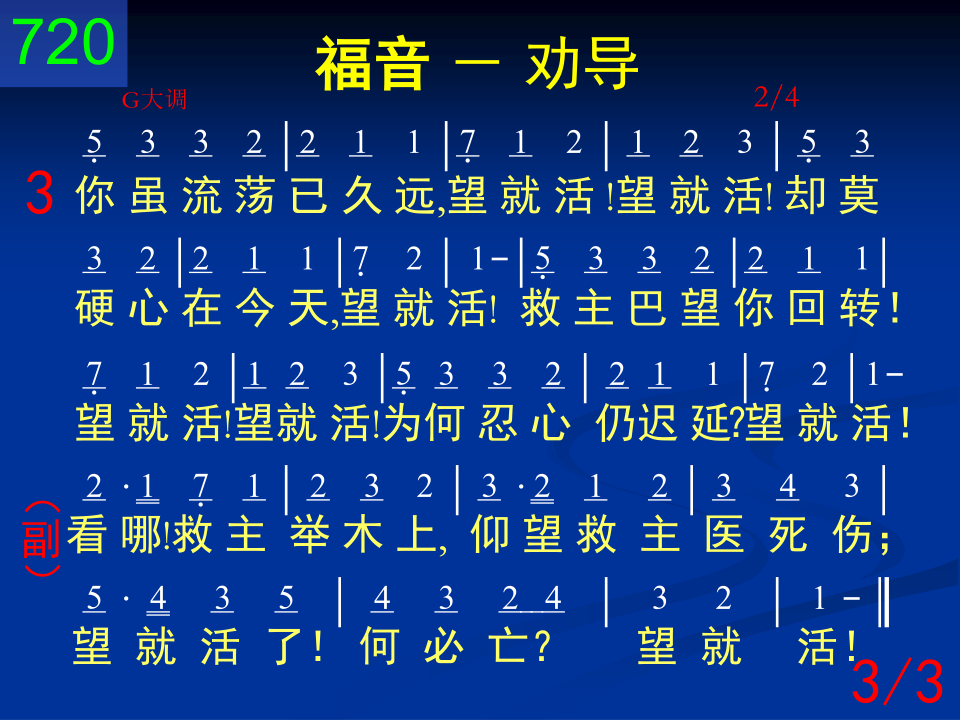 720
福音 － 劝导
G大调 2/4
5 3 3 2 | 2 1 1 | 7 1 2 | 1 2 3 | 5 3
3 你虽流荡已久远,望就活!望就活!却莫
3 2 | 2 1 1 | 7 2 | 1- | 5 3 3 2 | 2 1 1 |
硬心在今天,望就活! 救主巴望你回转!
7 1 2 | 1 2 3 | 5 3 3 2 | 2 1 1 | 7 2 | 1-
望就活!望就活!为何忍心仍迟延?望就活!
2 · 1 7 1 | 2 3 2 | 3 · 2 1 2 | 3 4 3 |
(副) 看哪!救主举木上, 仰望救主医死伤;
5 · 4 3 5 | 4 3 2...4 | 3 2 | 1 - ‖
望就活了! 何必亡? 望就活!
3/3